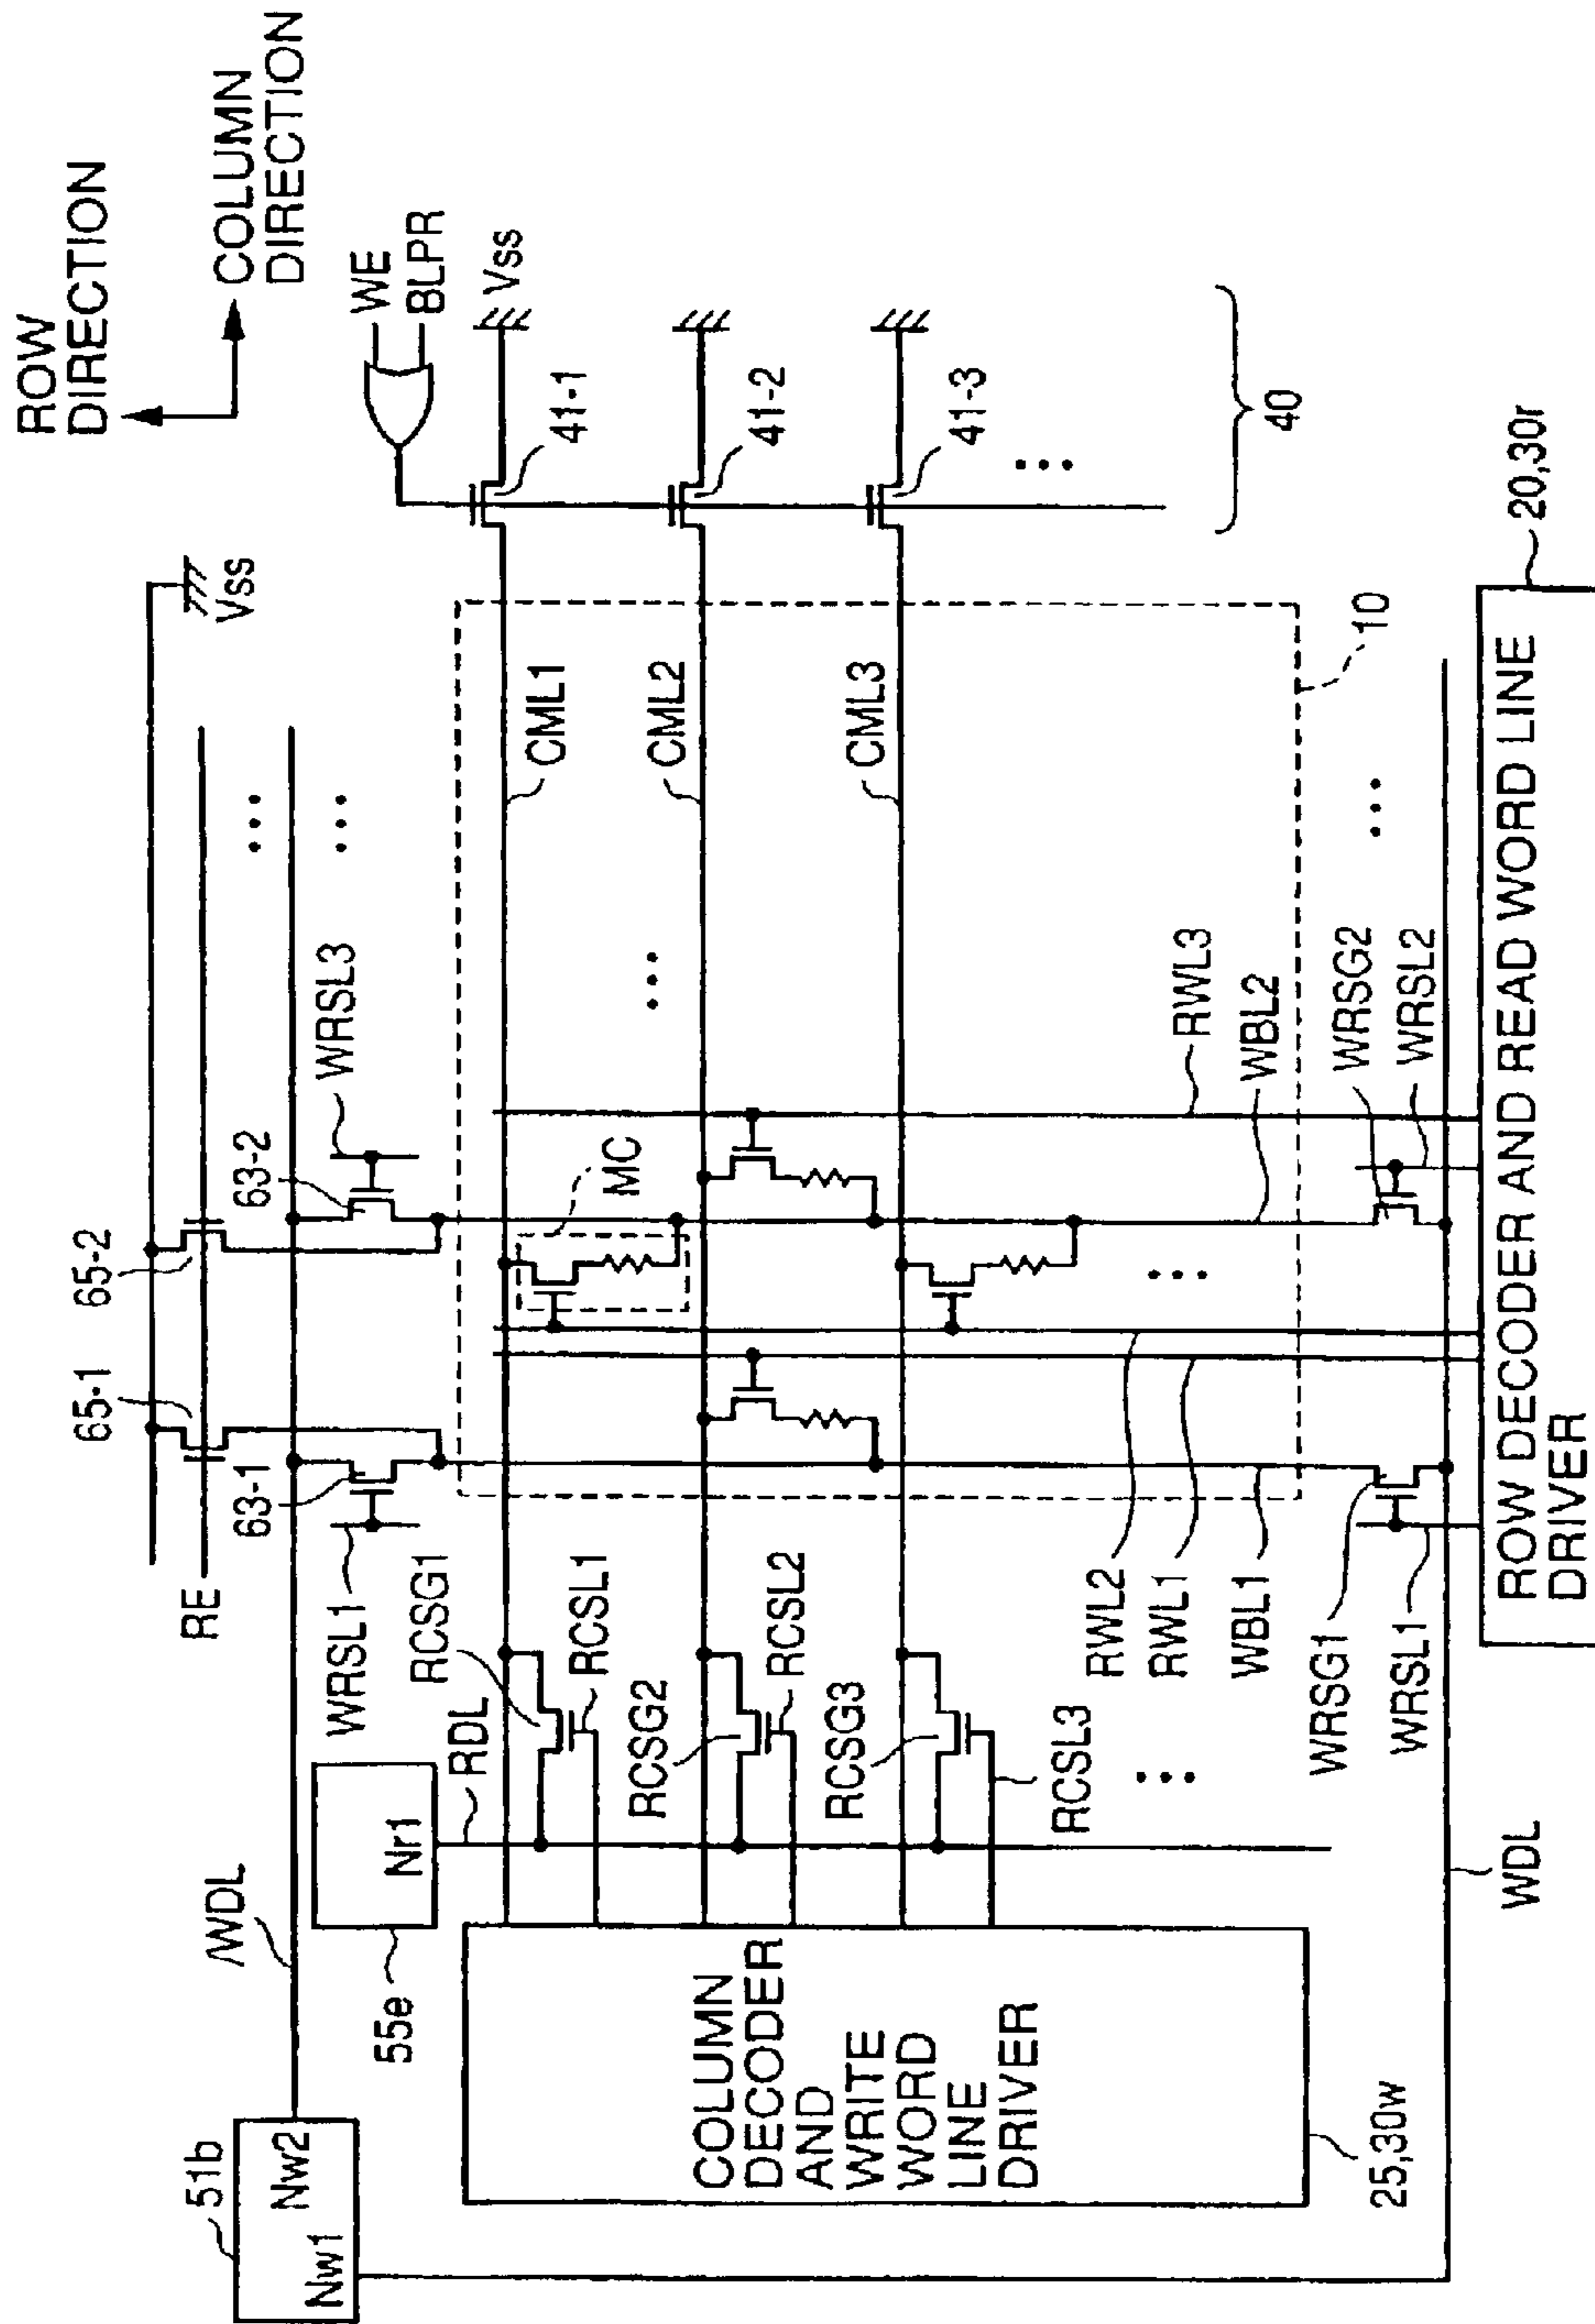 ROW
DIRECTION
COLUMN
DIRECTION
WE
BLPR
Vss
41-1
41-2
41-3
40
Vss
65-2
65-1
63-2
63-1
WRSL3
WRSL1
RE
/WDL
51b
Nw2
Nw1
55e
Nr1
RDL
RCSG1
RCSL1
RCSG2
RCSL2
RCSG3
RCSL3
CML1
CML2
CML3
MC
10
COLUMN
DECODER
AND
WRITE
WORD
LINE
DRIVER
25,30w
RWL3
WBL2
WRSG2
WRSL2
RWL2
RWL1
WBL1
WRSG1
WRSL1
WDL
20,30r
ROW DECODER AND READ WORD LINE
DRIVER